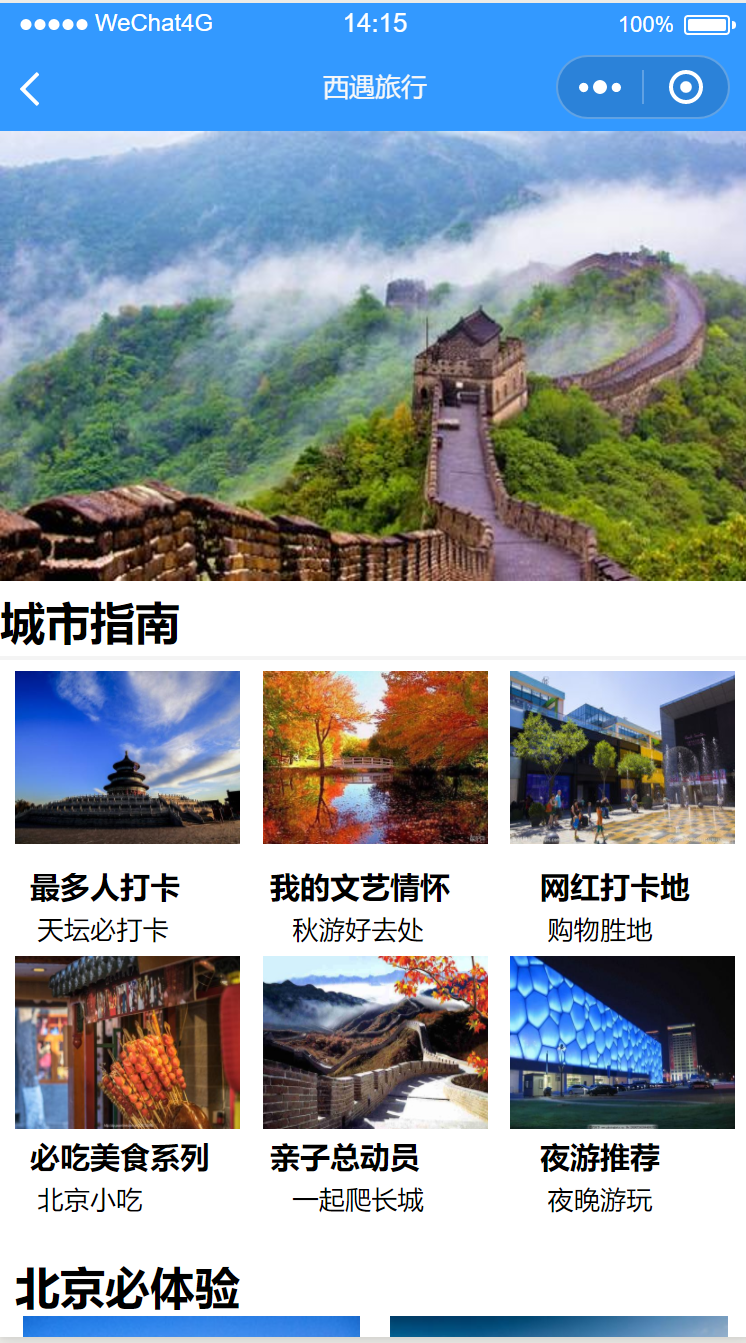 WeChat4G 14:15 100%
西遇旅行
城市指南
最多人打卡 我的文艺情怀 网红打卡地
天坛必打卡 秋游好去处 购物胜地
必吃美食系列 亲子总动员 夜游推荐
北京小吃 一起爬长城 夜晚游玩
北京必体验